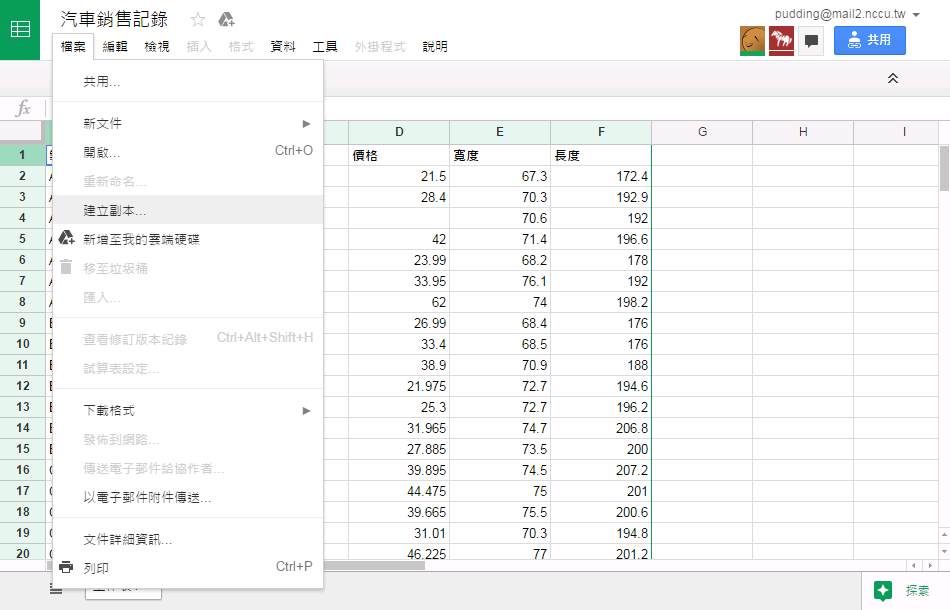 汽車銷售記錄
pudding@mail2.nccu.tw
檔案 編輯 檢視 插入 格式 資料 工具 外掛程式 說明
共用
共用...
新文件
開啟... Ctrl+O
重新命名...
建立副本...
新增至我的雲端硬碟
移至垃圾桶
匯入...
查看修訂版本紀錄 Ctrl+Alt+Shift+H
試算表設定...
下載格式
發佈到網路...
傳送電子郵件給協作者...
以電子郵件附件傳送...
文件詳細資訊...
列印 Ctrl+P
fx
D E F G H I
1 價格 寬度 長度
2 21.5 67.3 172.4
3 28.4 70.3 192.9
4 70.6 192
5 42 71.4 196.6
6 23.99 68.2 178
7 33.95 76.1 192
8 62 74 198.2
9 26.99 68.4 176
10 33.4 68.5 176
11 38.9 70.9 188
12 21.975 72.7 194.6
13 25.3 72.7 196.2
14 31.965 74.7 206.8
15 27.885 73.5 200
16 39.895 74.5 207.2
17 44.475 75 201
18 39.665 75.5 200.6
19 31.01 70.3 194.8
20 46.225 77 201.2
探索